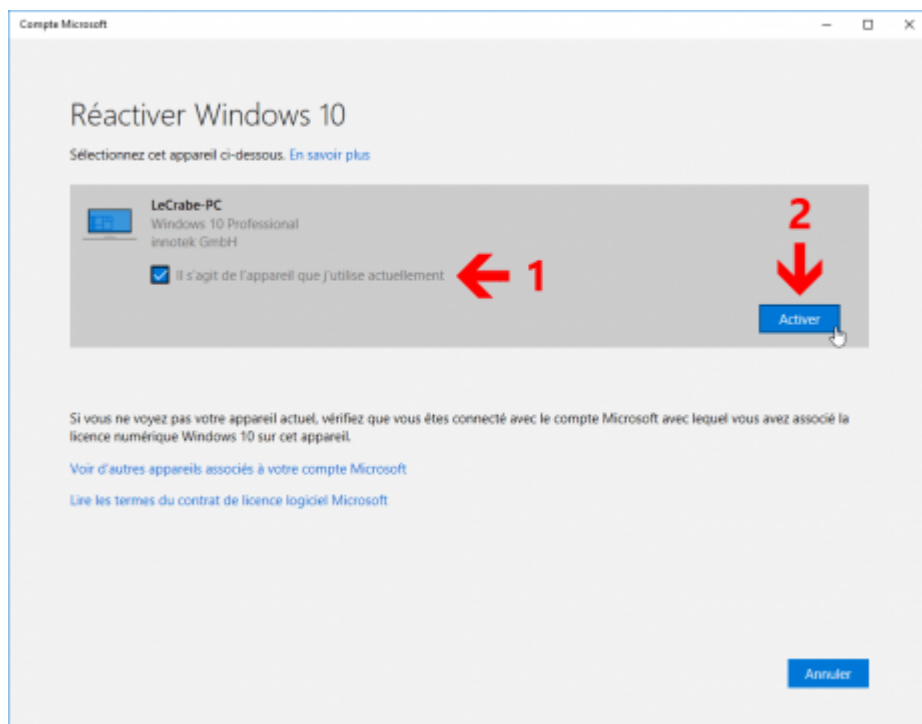 Compte Microsoft
Réactiver Windows 10
Sélectionnez cet appareil ci-dessous. En savoir plus
LeCrabe-PC
Windows 10 Professional
innotek GmbH
Il s'agit de l'appareil que j'utilise actuellement
1
2
Activer
Si vous ne voyez pas votre appareil actuel, vérifiez que vous êtes connecté avec le compte Microsoft avec lequel vous avez associé la
licence numérique Windows 10 sur cet appareil.
Voir d'autres appareils associés à votre compte Microsoft
Lire les termes du contrat de licence logiciel Microsoft
Annuler